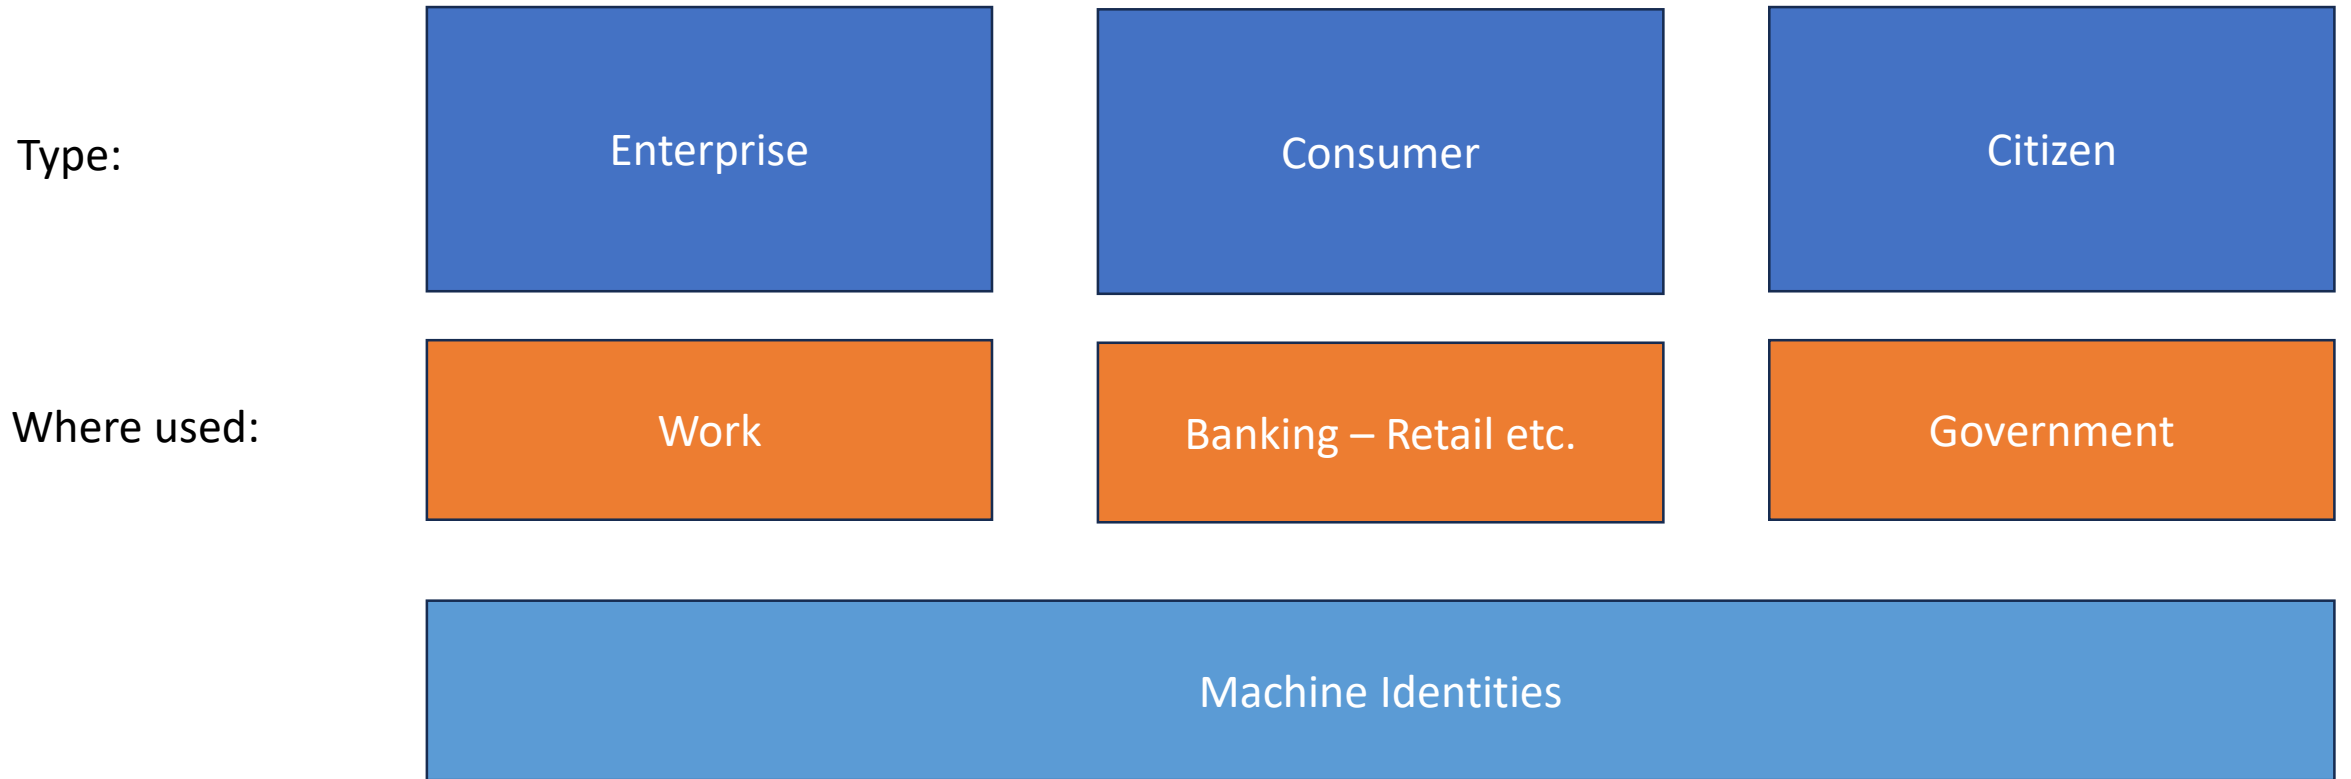 Type:
Enterprise
Consumer
Citizen
Where used:
Work
Banking – Retail etc.
Government
Machine Identities